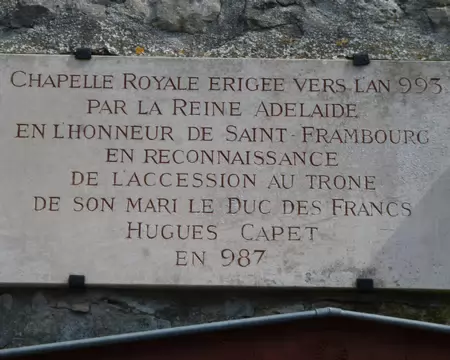 CHAPELLE ROYALE ERIGEE VERS L'AN 993
PAR LA REINE ADELAIDE
EN L'HONNEUR DE SAINT-FRAMBOURG
EN RECONNAISSANCE
DE L'ACCESSION AU TRONE
DE SON MARI LE DUC DES FRANCS
HUGUES CAPET
EN 987